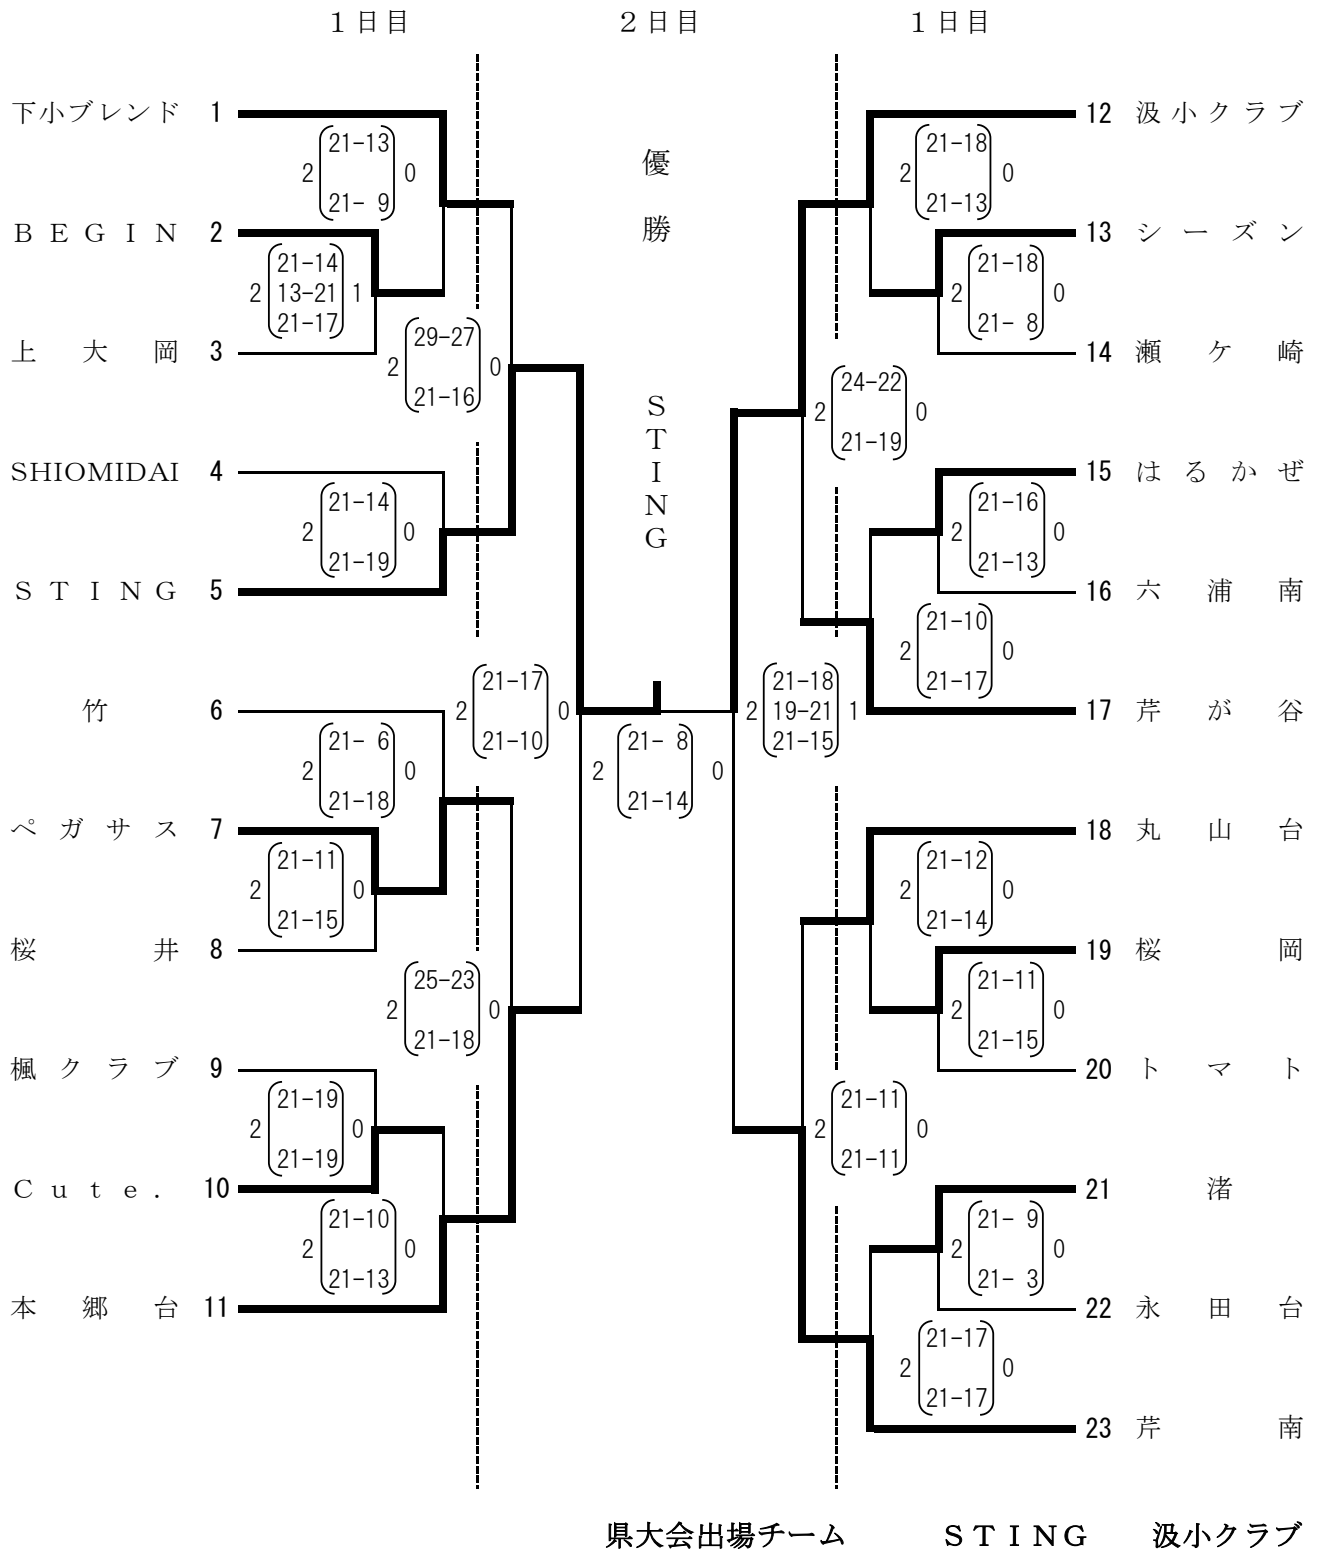 １日目 ２日目 １日目
下小ブレンド 1
2 21-13 0
21- 9
ＢＥＧＩＮ 2
21-14
2 13-21 1
21-17
上大岡 3
29-27
2 0
21-16
SHIOMIDAI 4
21-14
2 0
21-19
ＳＴＩＮＧ 5
竹 6
21- 6
2 0
21-18
ペガサス 7
21-11
2 0
21-15
桜井 8
25-23
2 0
21-18
楓クラブ 9
21-19
2 0
21-19
Ｃｕｔｅ． 10
21-10
2 0
21-13
本郷台 11
21-17
2 0
21-10
優勝
ＳＴＩＮＧ
21- 8
2 0
21-14
21-18
2 19-21 1
21-15
12 汲小クラブ
21-18
2 0
21-13
13 シーズン
21-18
2 0
21- 8
14 瀬ケ崎
24-22
2 0
21-19
15 はるかぜ
21-16
2 0
21-13
16 六浦南
21-10
2 0
21-17
17 芹が谷
18 丸山台
21-12
2 0
21-14
19 桜岡
21-11
2 0
21-15
20 トマト
21-11
2 0
21-11
21 渚
21- 9
2 0
21- 3
22 永田台
21-17
2 0
21-17
23 芹南
県大会出場チーム ＳＴＩＮＧ 汲小クラブ